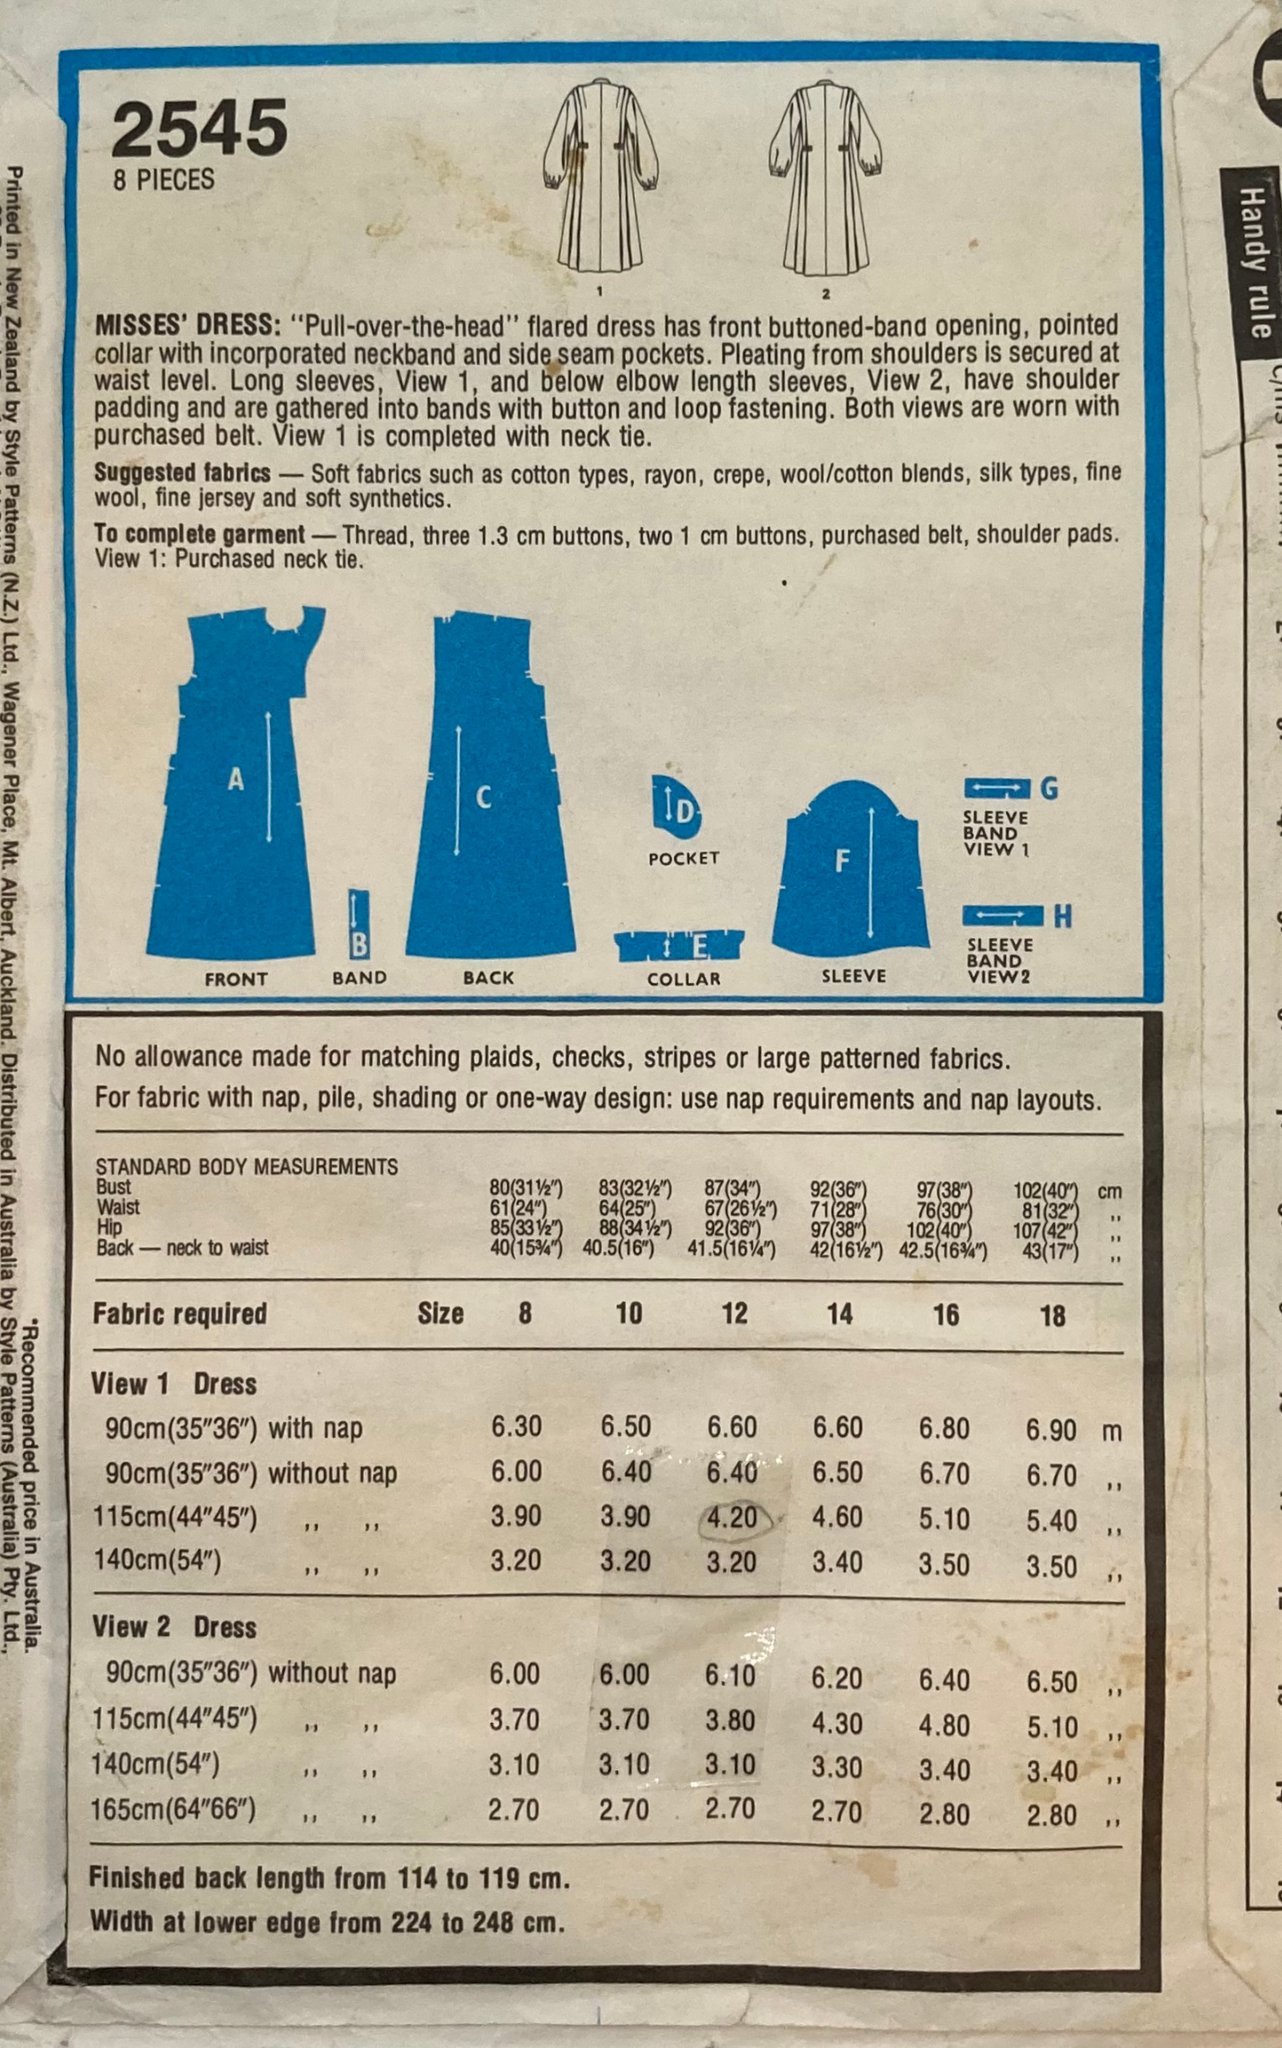 2545
8 PIECES
1
2
MISSES' DRESS: "Pull-over-the-head" flared dress has front buttoned-band opening, pointed
collar with incorporated neckband and side seam pockets. Pleating from shoulders is secured at
waist level. Long sleeves, View 1, and below elbow length sleeves, View 2, have shoulder
padding and are gathered into bands with button and loop fastening. Both views are worn with
purchased belt. View 1 is completed with neck tie.
Suggested fabrics — Soft fabrics such as cotton types, rayon, crepe, wool/cotton blends, silk types, fine
wool, fine jersey and soft synthetics.
To complete garment — Thread, three 1.3 cm buttons, two 1 cm buttons, purchased belt, shoulder pads.
View 1: Purchased neck tie.
A
FRONT
B
BAND
C
BACK
D
POCKET
E
COLLAR
F
SLEEVE
G
SLEEVE
BAND
VIEW 1
H
SLEEVE
BAND
VIEW2
No allowance made for matching plaids, checks, stripes or large patterned fabrics.
For fabric with nap, pile, shading or one-way design: use nap requirements and nap layouts.
STANDARD BODY MEASUREMENTS
Bust 80(31½") 83(32½") 87(34") 92(36") 97(38") 102(40") cm
Waist 61(24") 64(25") 67(26½") 71(28") 76(30") 81(32") ,,
Hip 85(33½") 88(34½") 92(36") 97(38") 102(40") 107(42") ,,
Back — neck to waist 40(15¾") 40.5(16") 41.5(16¼") 42(16½") 42.5(16¾") 43(17") ,,
Fabric required Size 8 10 12 14 16 18
View 1 Dress
90cm(35"36") with nap 6.30 6.50 6.60 6.60 6.80 6.90 m
90cm(35"36") without nap 6.00 6.40 6.40 6.50 6.70 6.70 ,,
115cm(44"45") ,, ,, 3.90 3.90 4.20 4.60 5.10 5.40 ,,
140cm(54") ,, ,, 3.20 3.20 3.20 3.40 3.50 3.50 ,,
View 2 Dress
90cm(35"36") without nap 6.00 6.00 6.10 6.20 6.40 6.50 ,,
115cm(44"45") ,, ,, 3.70 3.70 3.80 4.30 4.80 5.10 ,,
140cm(54") ,, ,, 3.10 3.10 3.10 3.30 3.40 3.40 ,,
165cm(64"66") ,, ,, 2.70 2.70 2.70 2.70 2.80 2.80 ,,
Finished back length from 114 to 119 cm.
Width at lower edge from 224 to 248 cm.
Printed in New Zealand by Style Patterns (N.Z.) Ltd., Wagener Place, Mt. Albert, Auckland. Distributed in Australia by Style Patterns (Australia) Pty. Ltd.,
*Recommended price in Australia.
Handy rule